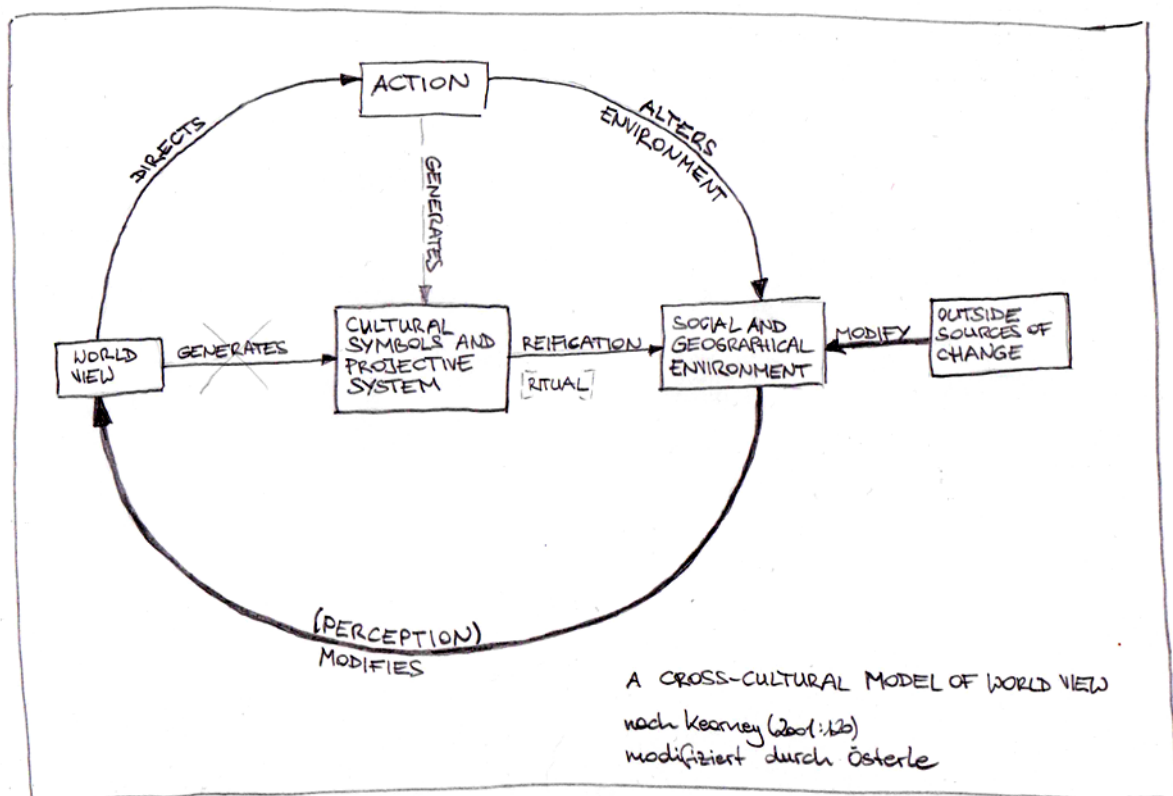 ACTION
DIRECTS
ALTERS
ENVIRONMENT
GENERATES
WORLD
VIEW
GENERATES
CULTURAL
SYMBOLS AND
PROJECTIVE
SYSTEM
REIFICATION
[RITUAL]
SOCIAL AND
GEOGRAPHICAL
ENVIRONMENT
MODIFY
OUTSIDE
SOURCES OF
CHANGE
(PERCEPTION)
MODIFIES
A CROSS-CULTURAL MODEL OF WORLD VIEW
nach Kearney (2001:120)
modifiziert durch Österle